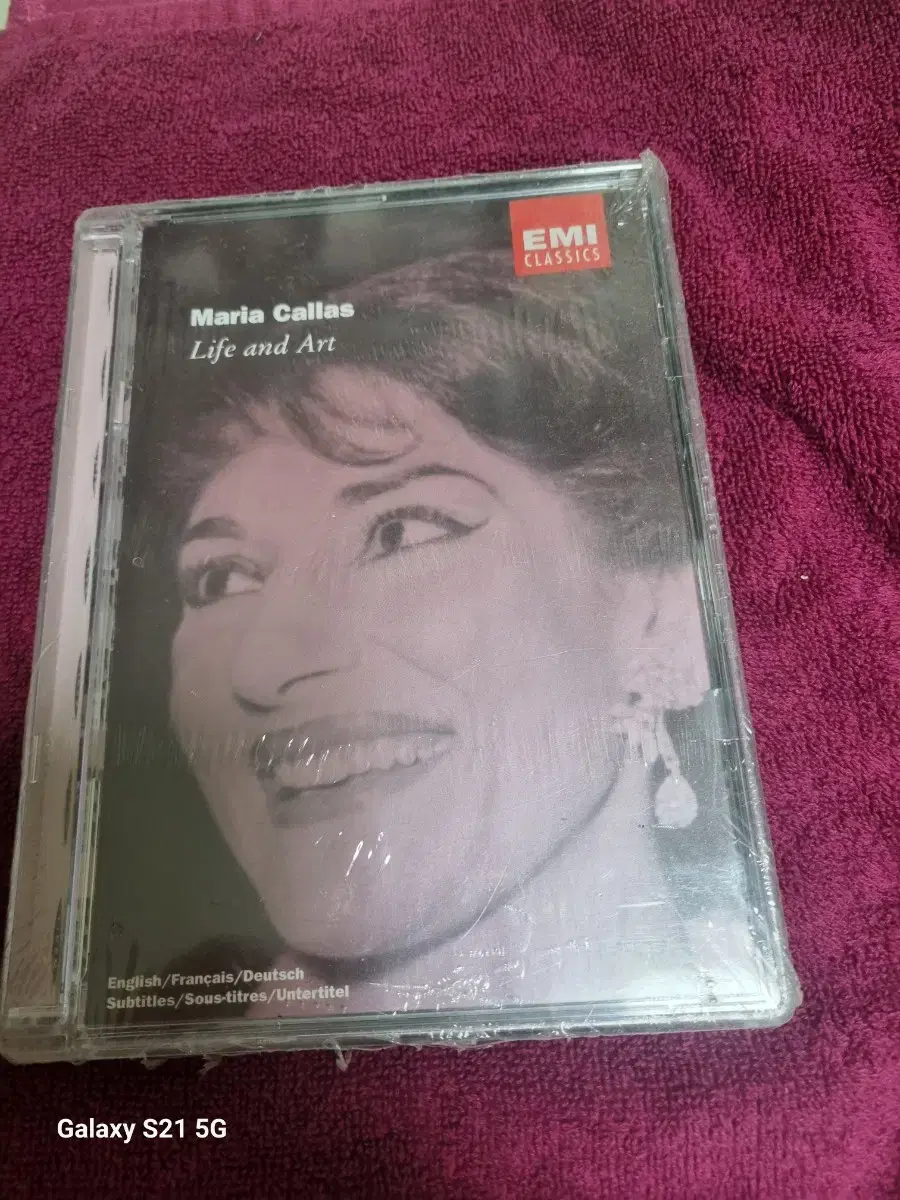 EMI
CLASSICS
Maria Callas
Life and Art
English/Français/Deutsch
Subtitles/Sous-titres/Untertitel
Galaxy S21 5G